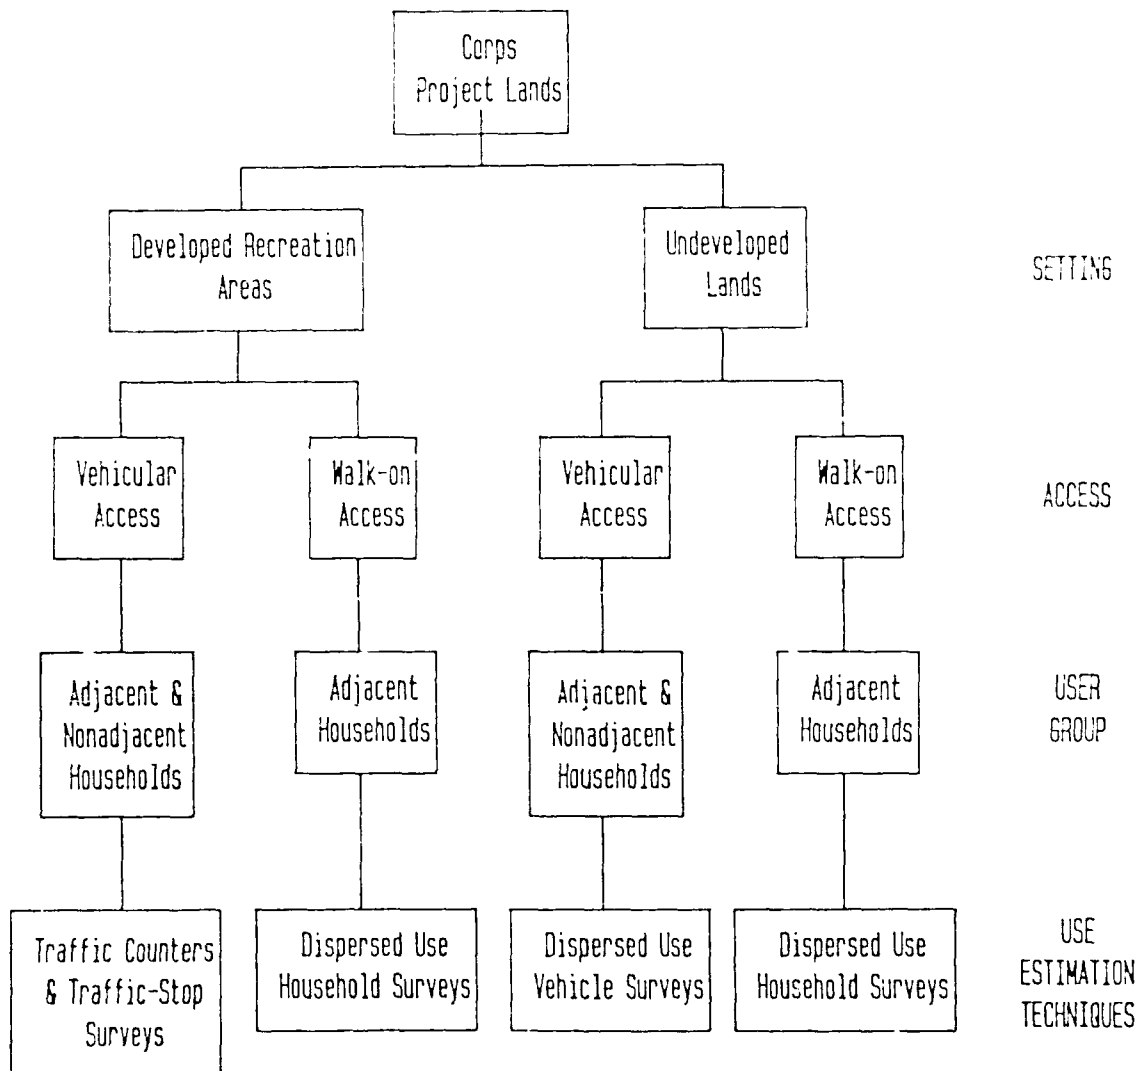 Corps
Project Lands
Developed Recreation
Areas
Undeveloped
Lands
SETTING
Vehicular
Access
Walk-on
Access
Vehicular
Access
Walk-on
Access
ACCESS
Adjacent &
Nonadjacent
Households
Adjacent
Households
Adjacent &
Nonadjacent
Households
Adjacent
Households
USER
GROUP
Traffic Counters
& Traffic-Stop
Surveys
Dispersed Use
Household Surveys
Dispersed Use
Vehicle Surveys
Dispersed Use
Household Surveys
USE
ESTIMATION
TECHNIQUES